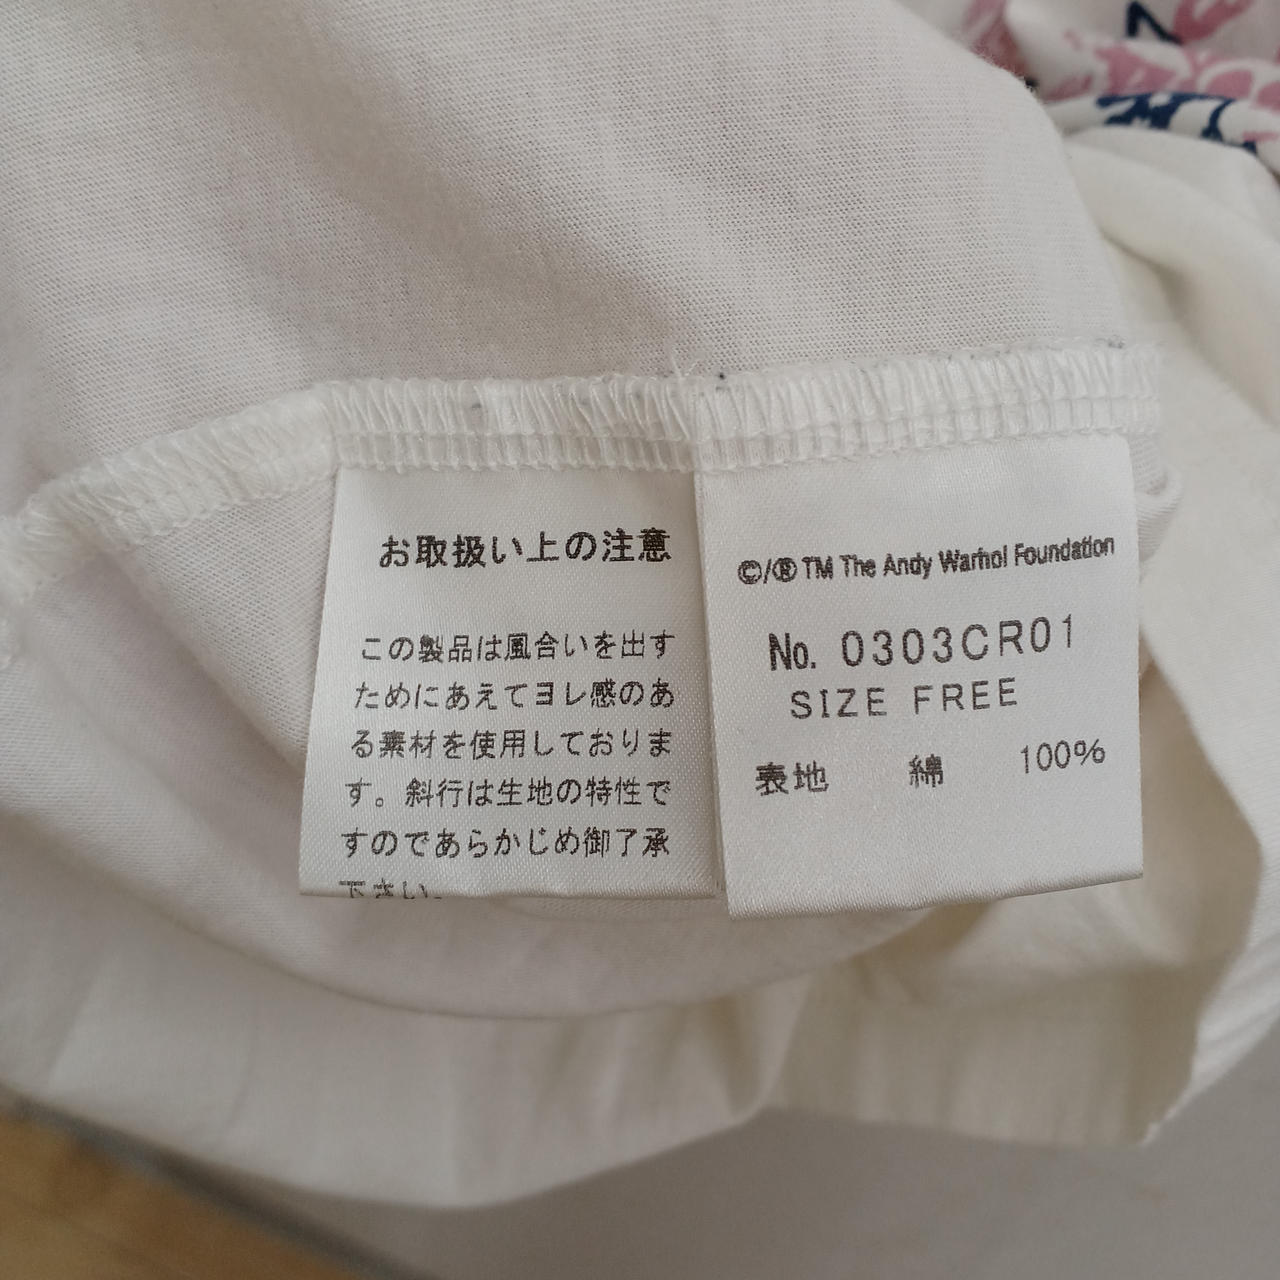 お取扱い上の注意
この製品は風合いを出す
ためにあえてヨレ感のあ
る素材を使用しておりま
す。斜行は生地の特性で
すのであらかじめ御了承
下さい。
©/® TM The Andy Warhol Foundation
No. 0303CR01
SIZE FREE
表地 綿 100%